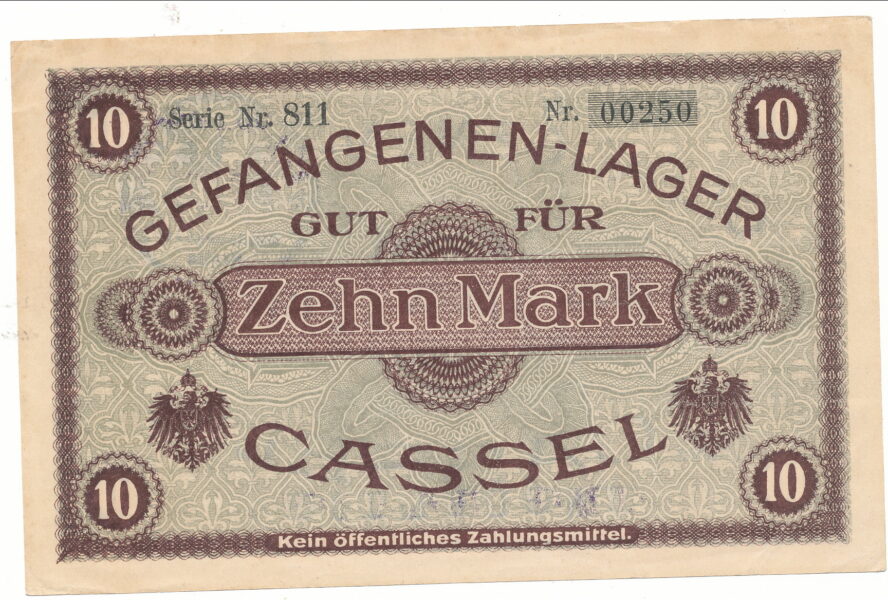 10 10
Serie Nr. 811 Nr. 00250
GEFANGENEN-LAGER
GUT FÜR
Zehn Mark
CASSEL
10 10
Kein öffentliches Zahlungsmittel.